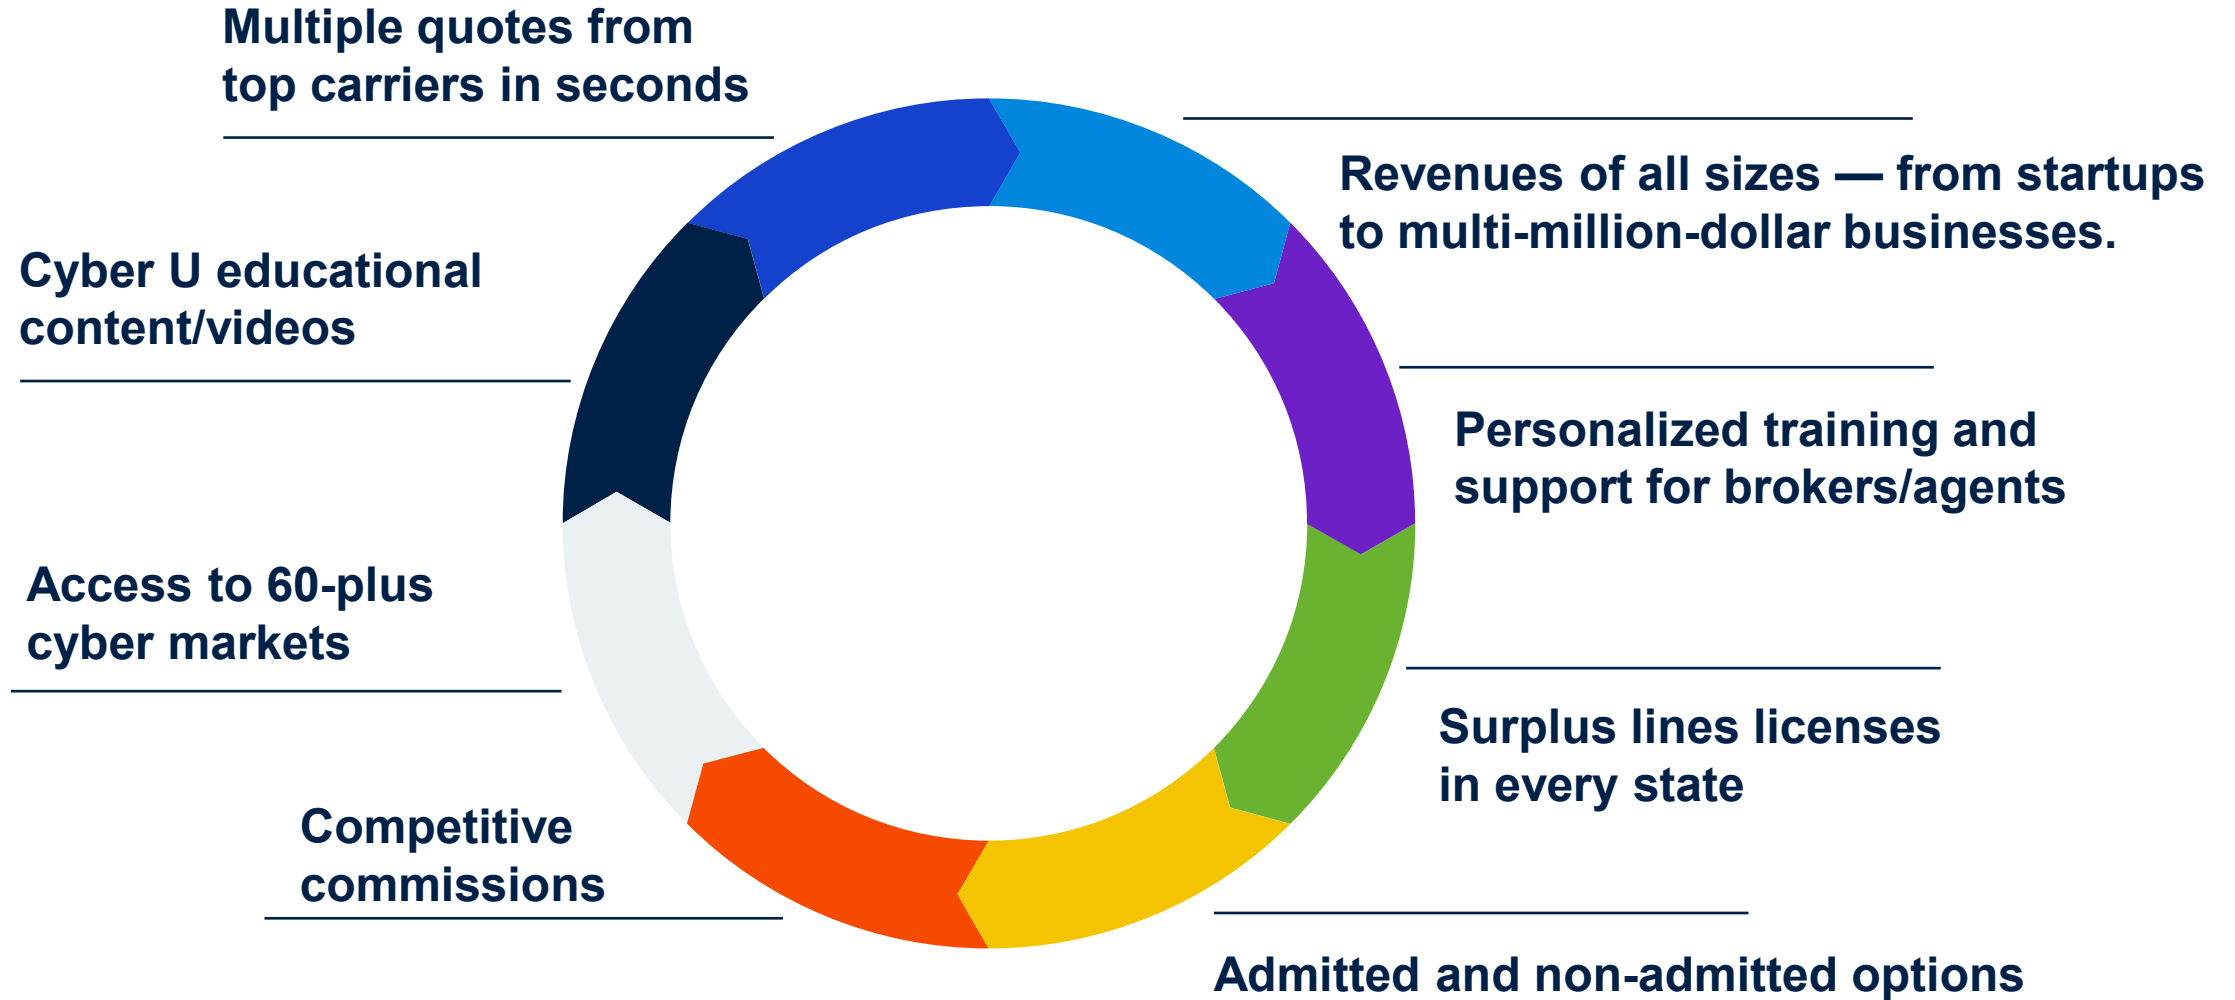 Multiple quotes from
top carriers in seconds
Revenues of all sizes — from startups
to multi-million-dollar businesses.
Cyber U educational
content/videos
Personalized training and
support for brokers/agents
Access to 60-plus
cyber markets
Surplus lines licenses
in every state
Competitive
commissions
Admitted and non-admitted options